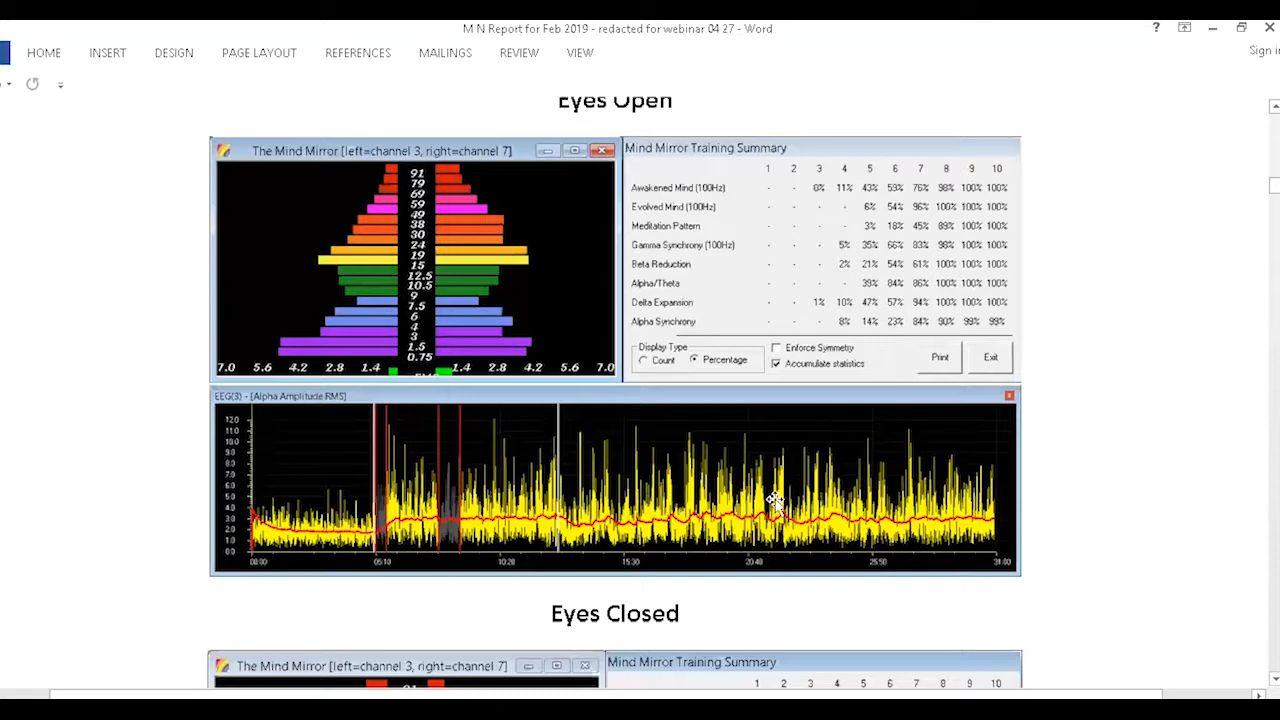 M N Report for Feb 2019 - redacted for webinar 04 27 - Word
?
Sign in
HOME INSERT DESIGN PAGE LAYOUT REFERENCES MAILINGS REVIEW VIEW
Eyes Open
The Mind Mirror [left=channel 3, right=channel 7]
91
79
69
59
49
38
30
24
19
15
12.5
10.5
9
7.5
6
4
3
1.5
0.75
7.0 5.6 4.2 2.8 1.4 1.4 2.8 4.2 5.6 7.0
EMG
Mind Mirror Training Summary
1 2 3 4 5 6 7 8 9 10
Awakened Mind (100Hz) - - 0% 11% 43% 59% 76% 98% 100% 100%
Evolved Mind (100Hz) - - - - 6% 54% 96% 100% 100% 100%
Meditation Pattern - - - - 3% 18% 45% 89% 100% 100%
Gamma Synchrony (100Hz) - - - 5% 35% 66% 83% 98% 100% 100%
Beta Reduction - - - 2% 21% 54% 61% 100% 100% 100%
Alpha/Theta - - - - 39% 84% 86% 100% 100% 100%
Delta Expansion - - 1% 10% 47% 57% 94% 100% 100% 100%
Alpha Synchrony - - - 8% 14% 23% 84% 90% 99% 99%
Display Type
Count Percentage
Enforce Symmetry
Accumulate statistics
Print Exit
EEG(3) - [Alpha Amplitude RMS]
12.0
11.0
10.0
9.0
8.0
7.0
6.0
5.0
4.0
3.0
2.0
1.0
0.0
00:00 05:10 10:20 15:30 20:40 25:50 31:00
Eyes Closed
The Mind Mirror [left=channel 3, right=channel 7]
91
Mind Mirror Training Summary
1 2 3 4 5 6 7 8 9 10